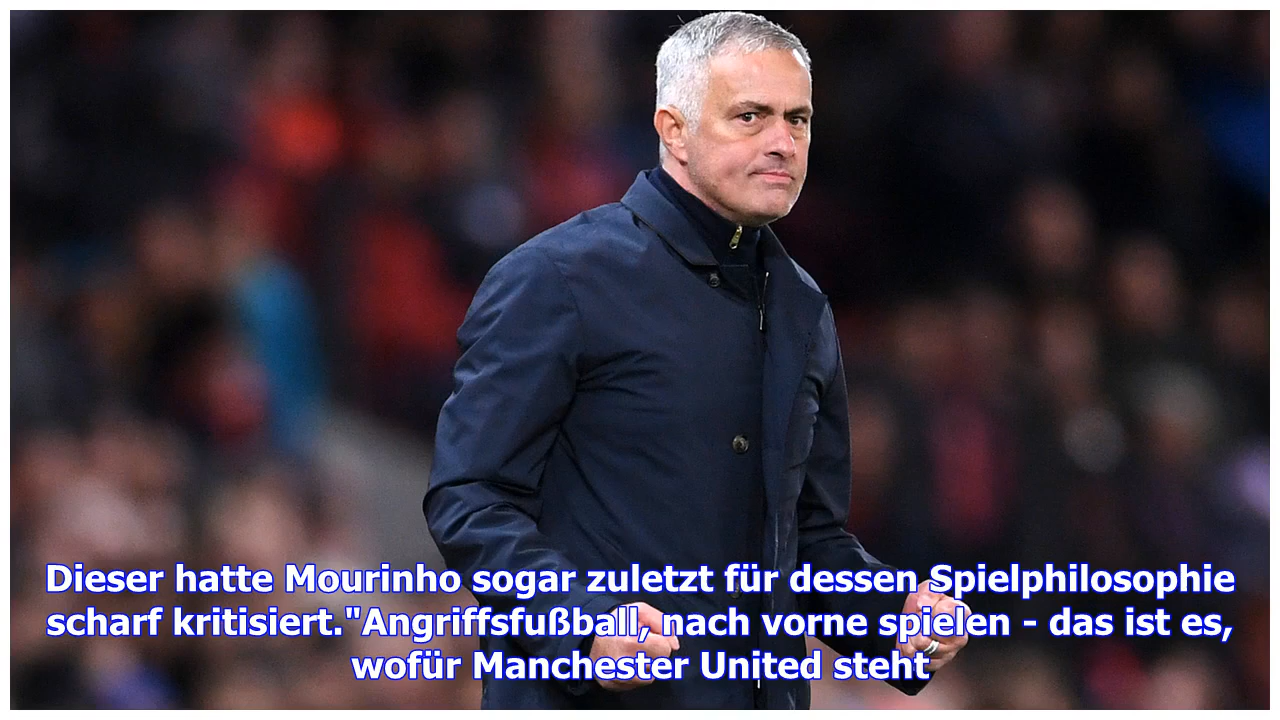 Dieser hatte Mourinho sogar zuletzt für dessen Spielphilosophie
scharf kritisiert."Angriffsfußball, nach vorne spielen - das ist es,
wofür Manchester United steht